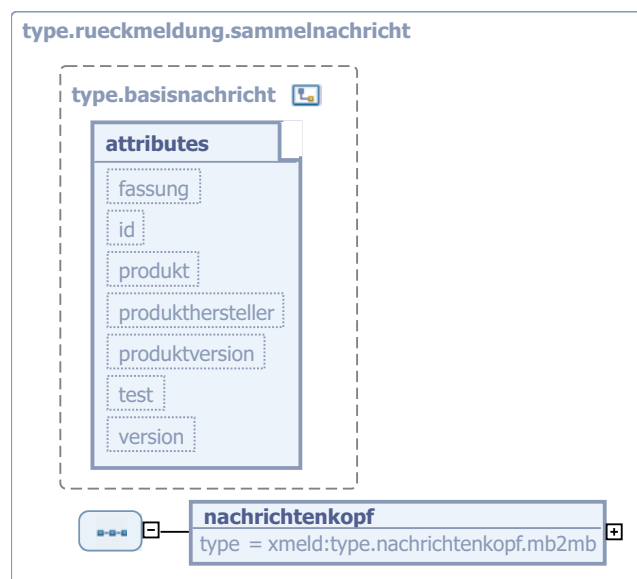 type.rueckmeldung.sammelnachricht
type.basisnachricht
attributes
fassung
id
produkt
produkthersteller
produktversion
test
version
nachrichtenkopf
type = xmeld:type.nachrichtenkopf.mb2mb